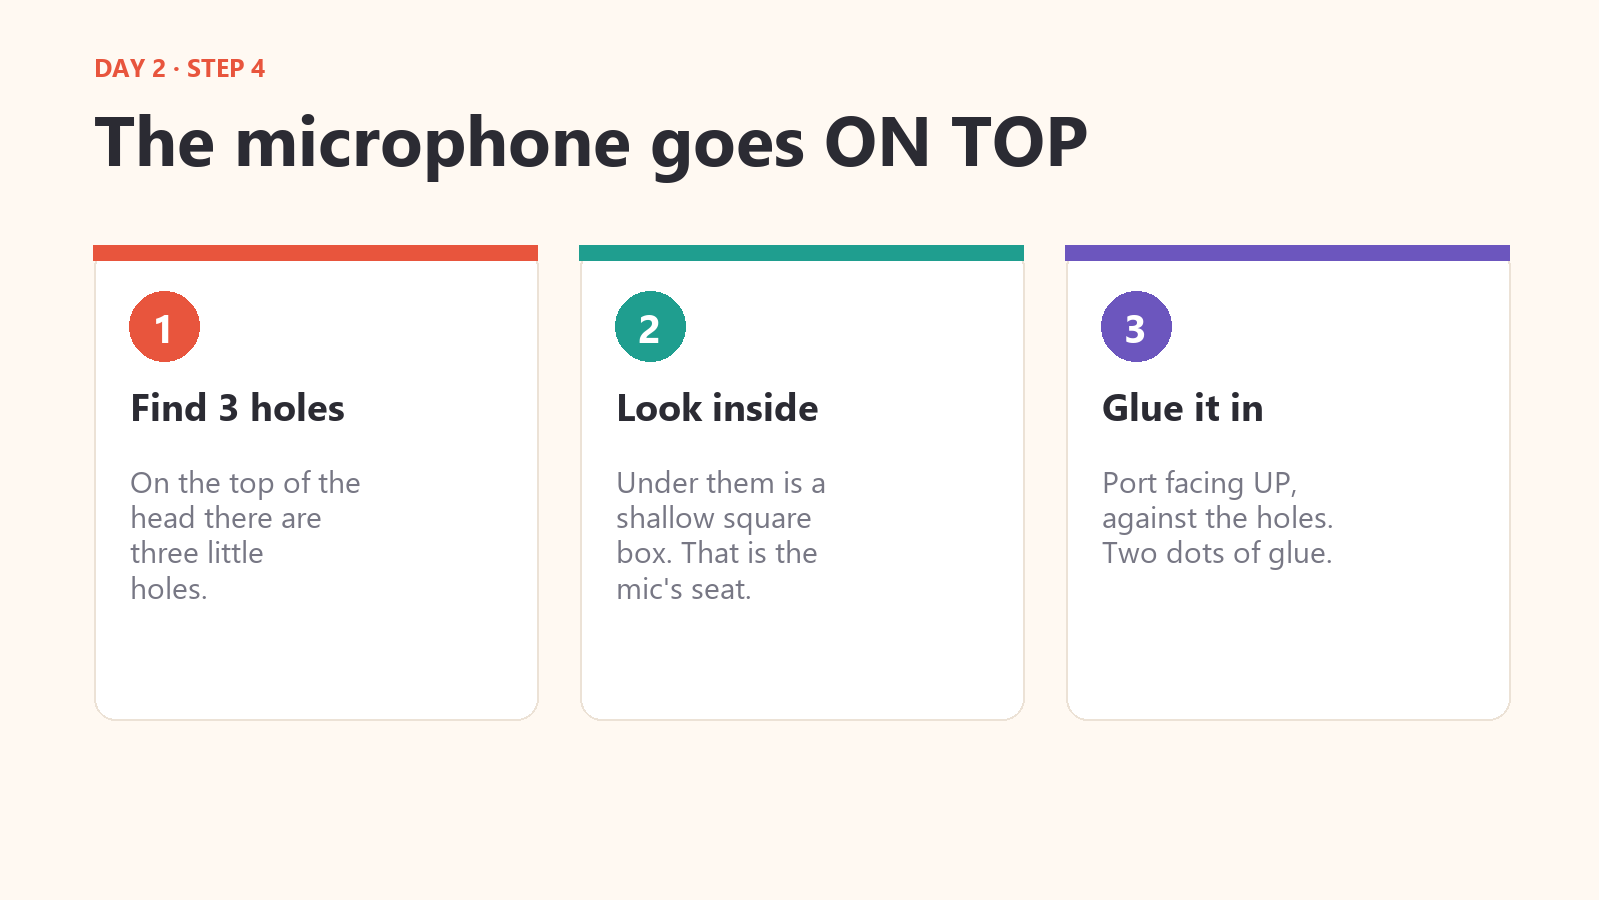 DAY 2 · STEP 4
The microphone goes ON TOP
1
Find 3 holes
On the top of the
head there are
three little
holes.
2
Look inside
Under them is a
shallow square
box. That is the
mic's seat.
3
Glue it in
Port facing UP,
against the holes.
Two dots of glue.